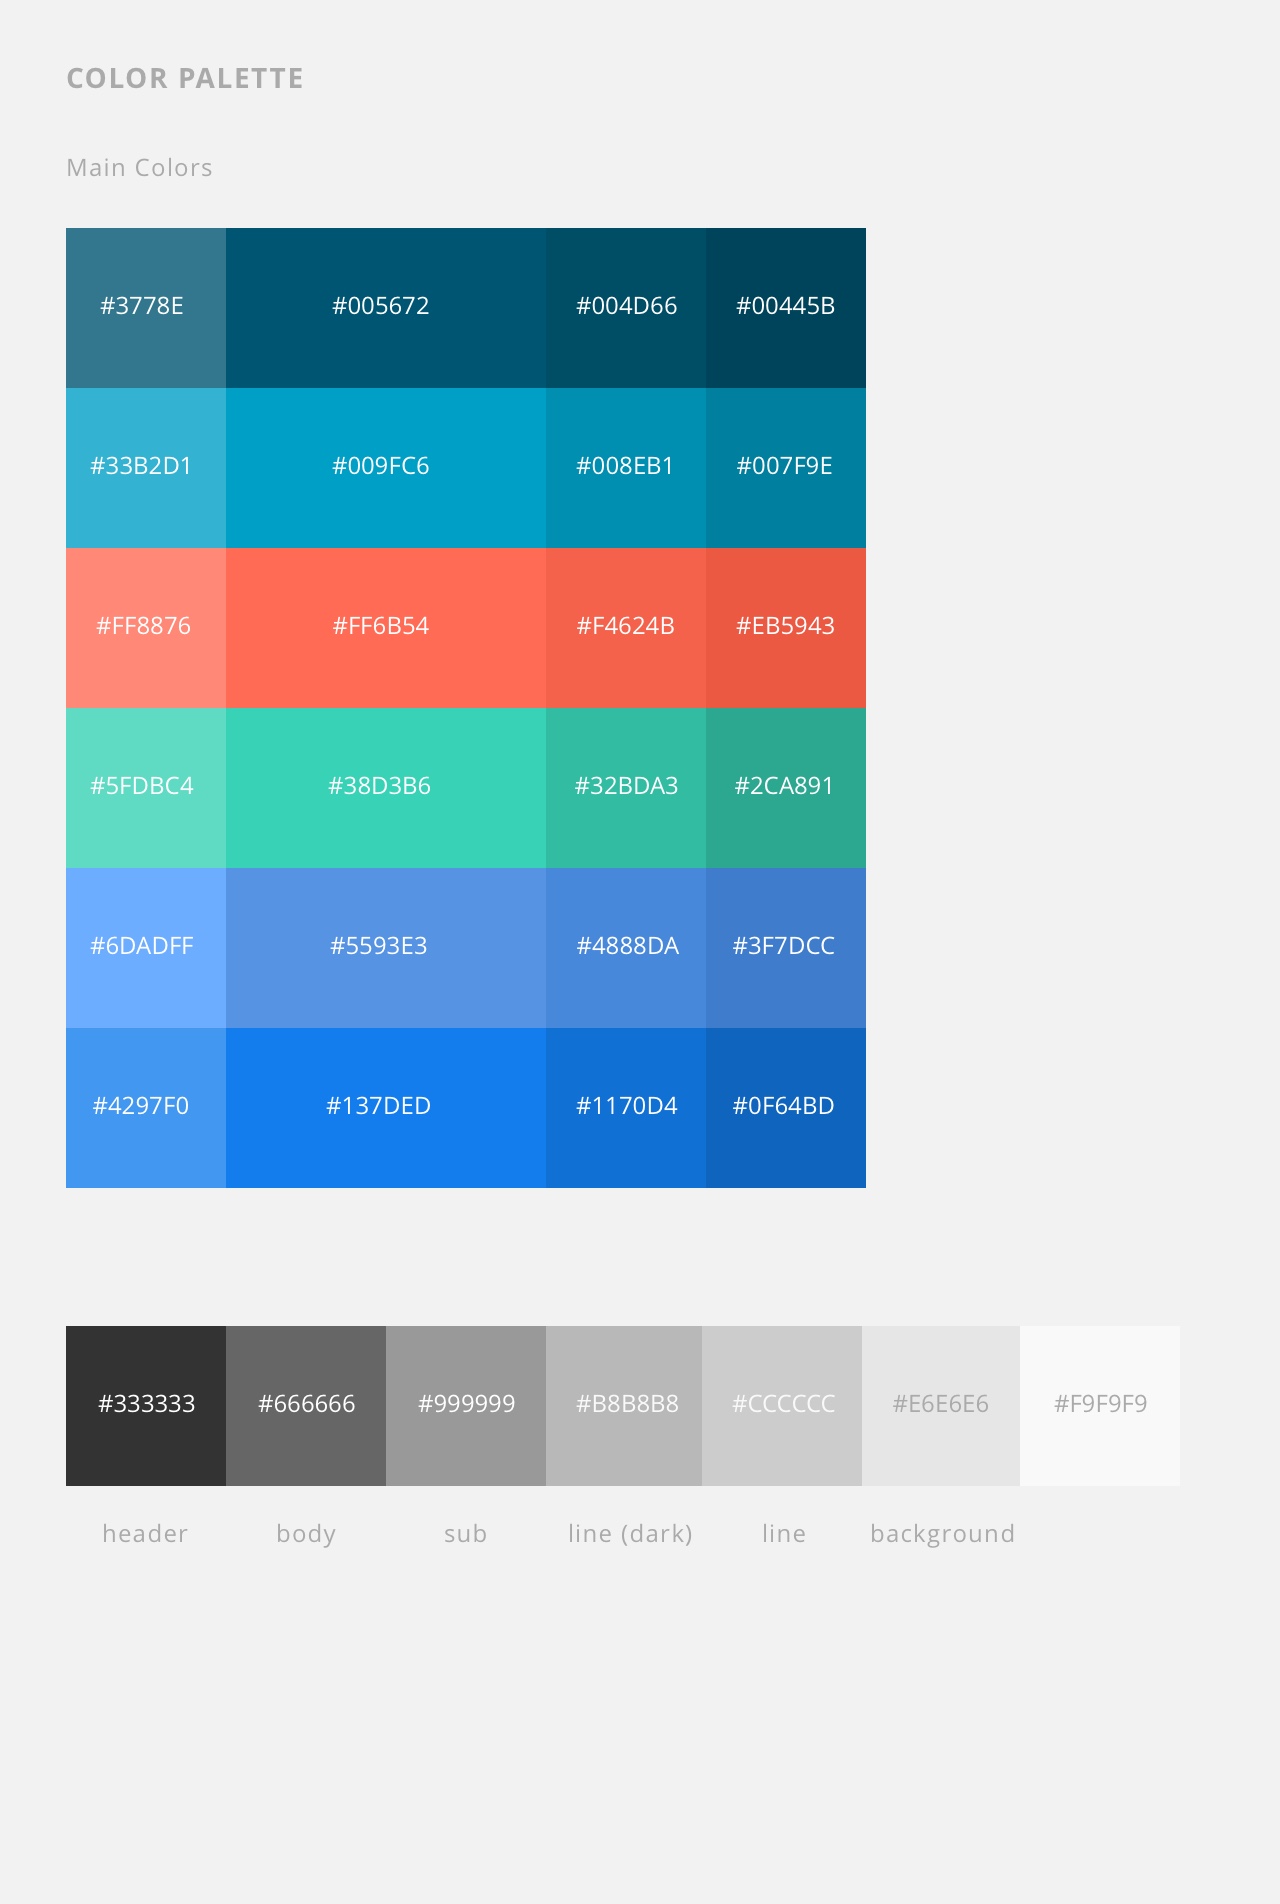 COLOR PALETTE
Main Colors
#3778E #005672 #004D66 #00445B
#33B2D1 #009FC6 #008EB1 #007F9E
#FF8876 #FF6B54 #F4624B #EB5943
#5FDBC4 #38D3B6 #32BDA3 #2CA891
#6DADFF #5593E3 #4888DA #3F7DCC
#4297F0 #137DED #1170D4 #0F64BD
#333333 #666666 #999999 #B8B8B8 #CCCCCC #E6E6E6 #F9F9F9
header body sub line (dark) line background